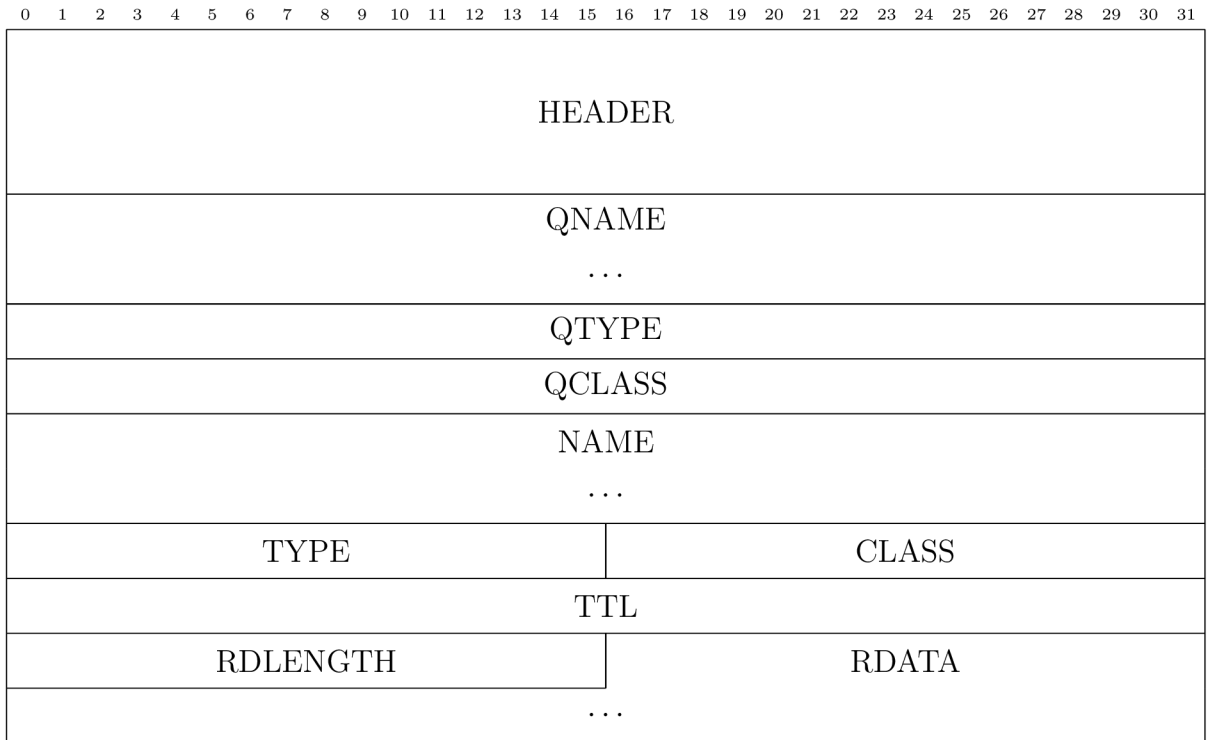 0 1 2 3 4 5 6 7 8 9 10 11 12 13 14 15 16 17 18 19 20 21 22 23 24 25 26 27 28 29 30 31
HEADER
QNAME
...
QTYPE
QCLASS
NAME
...
TYPE CLASS
TTL
RDLENGTH RDATA
...